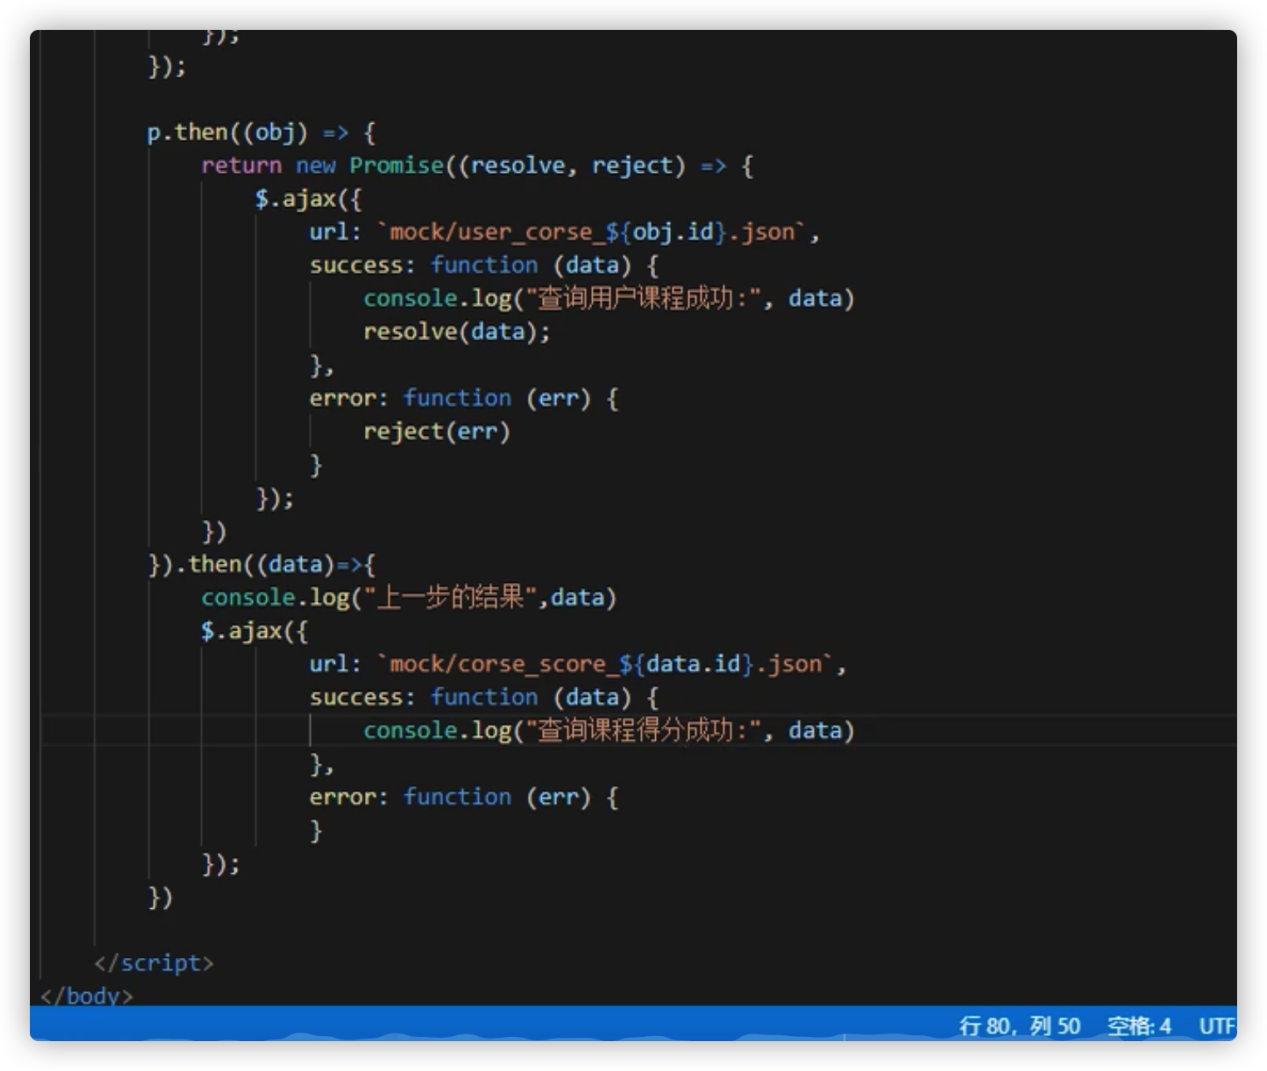 });
});
p.then((obj) => {
return new Promise((resolve, reject) => {
$.ajax({
url: `mock/user_corse_${obj.id}.json`,
success: function (data) {
console.log("查询用户课程成功:", data)
resolve(data);
},
error: function (err) {
reject(err)
}
});
})
}).then((data)=>{
console.log("上一步的结果",data)
$.ajax({
url: `mock/corse_score_${data.id}.json`,
success: function (data) {
console.log("查询课程得分成功:", data)
},
error: function (err) {
}
});
})
</script>
</body>
行 80，列 50 空格: 4 UTF